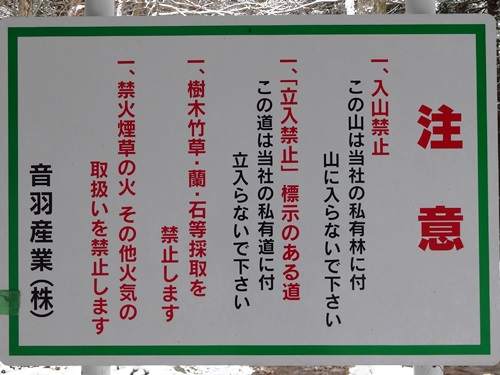 注意
一、入山禁止
この山は当社の私有林に付
山に入らないで下さい
一、「立入禁止」標示のある道
この道は当社の私有道に付
立入らないで下さい
一、樹木竹草・蘭・石等採取を
禁止します
一、禁火煙草の火 その他火気の
取扱いを禁止します
音羽産業(株)